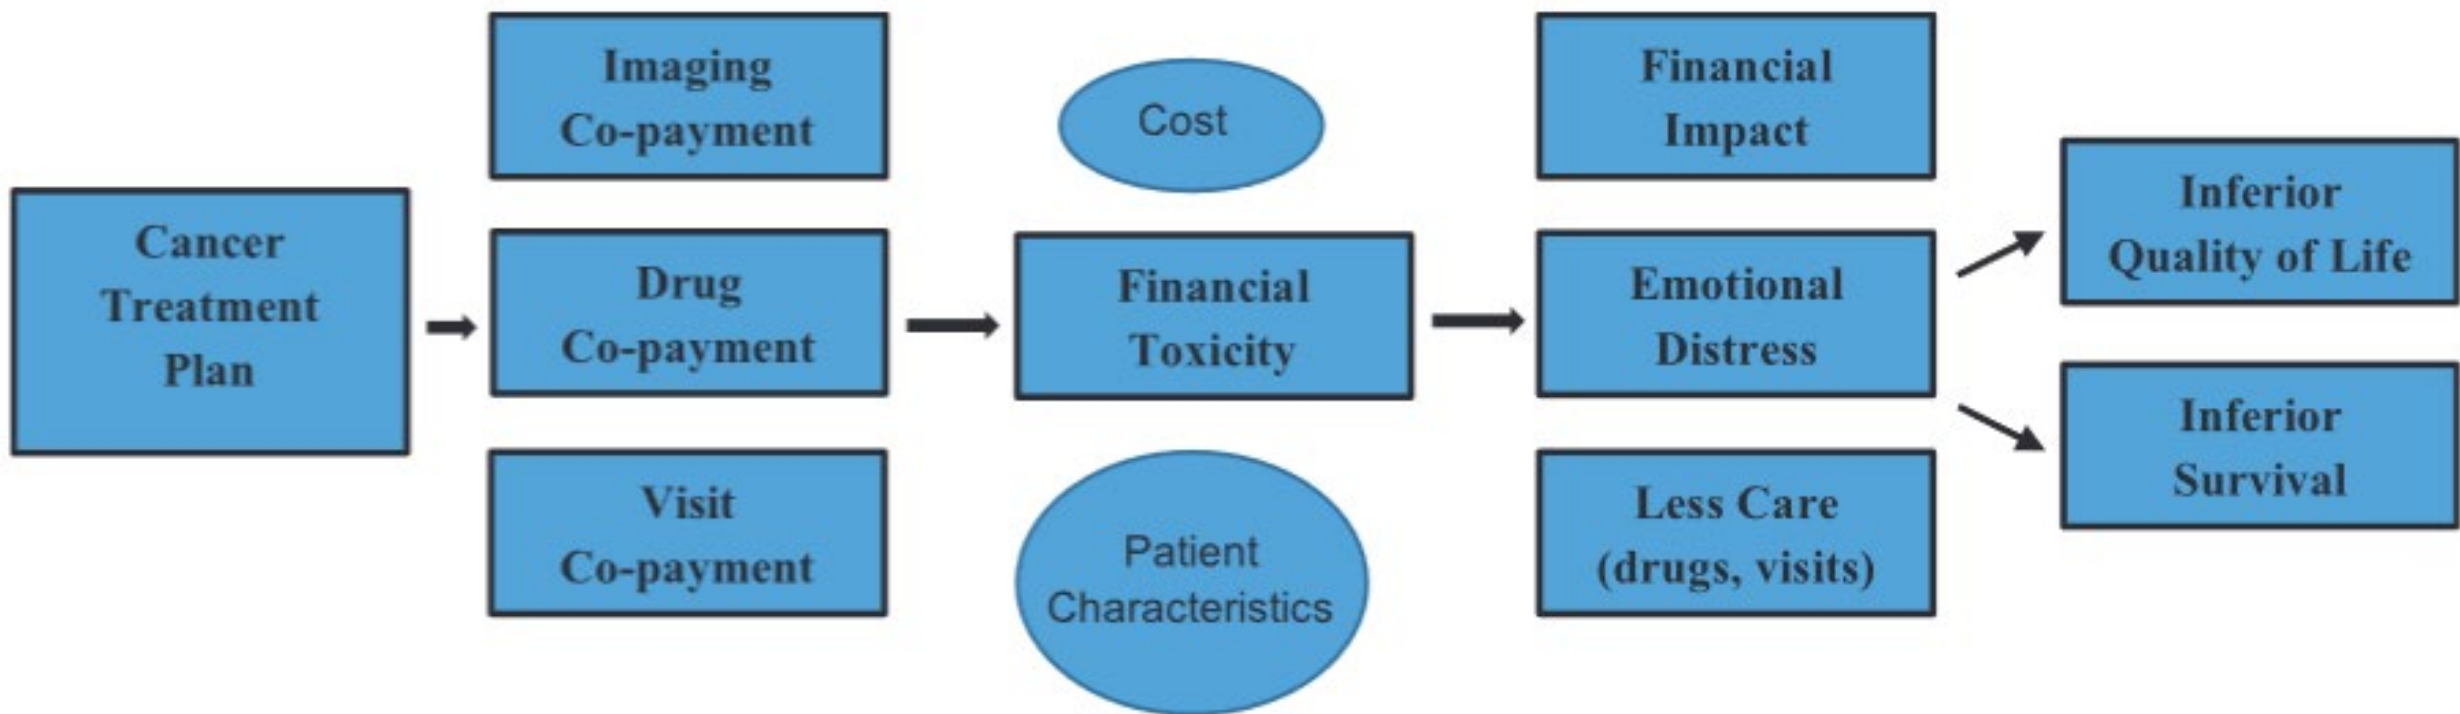 Cancer
Treatment
Plan
Imaging
Co-payment
Drug
Co-payment
Visit
Co-payment
Cost
Financial
Toxicity
Patient
Characteristics
Financial
Impact
Emotional
Distress
Less Care
(drugs, visits)
Inferior
Quality of Life
Inferior
Survival